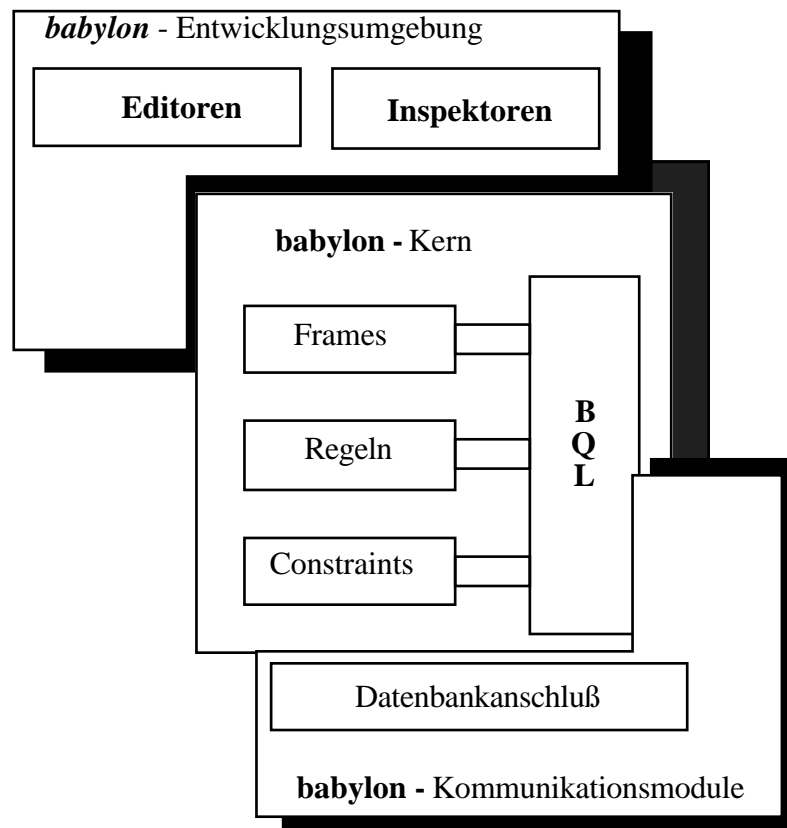 babylon - Entwicklungsumgebung
Editoren
Inspektoren
babylon - Kern
Frames
Regeln
Constraints
B
Q
L
Datenbankanschluß
babylon - Kommunikationsmodule